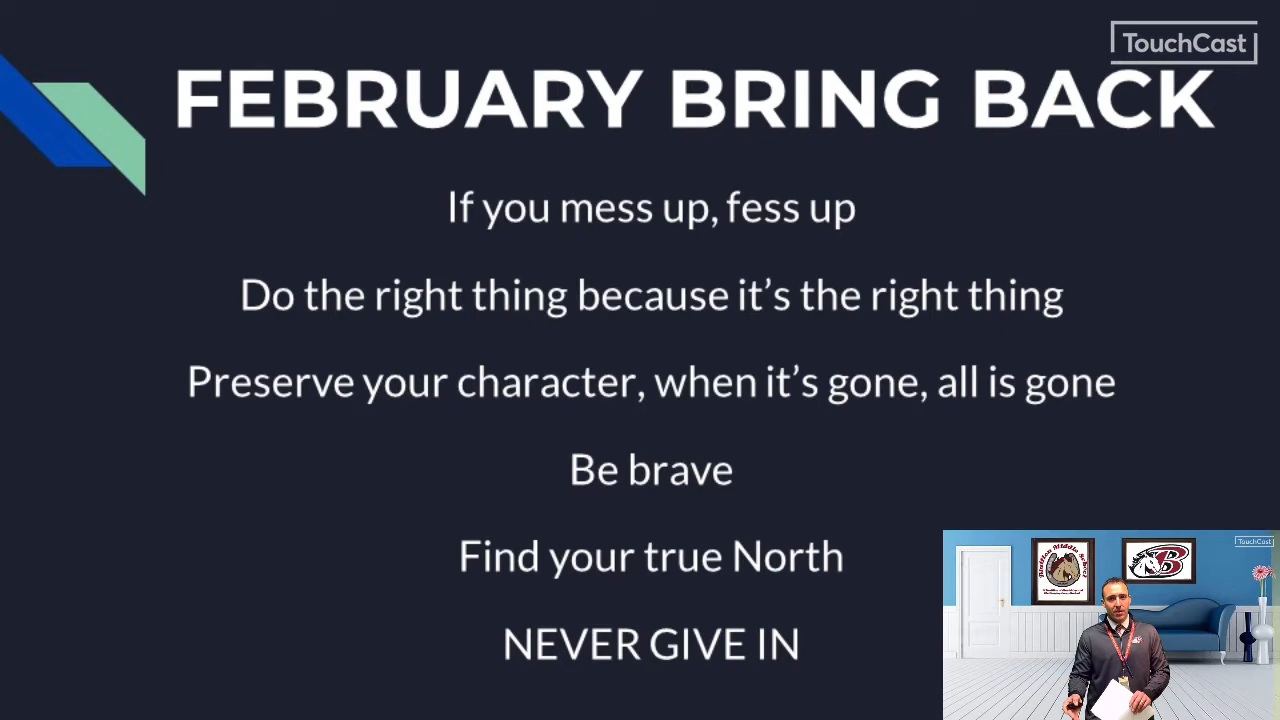 TouchCast
FEBRUARY BRING BACK
If you mess up, fess up
Do the right thing because it's the right thing
Preserve your character, when it's gone, all is gone
Be brave
Find your true North
NEVER GIVE IN
TouchCast
B